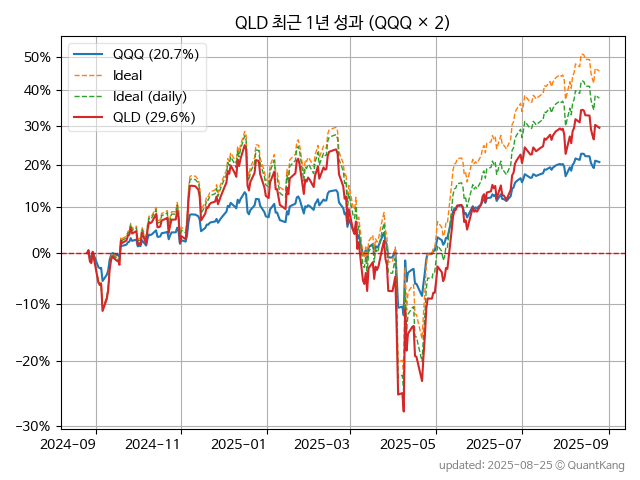 QLD 최근 1년 성과 (QQQ × 2)
QQQ (20.7%)
Ideal
Ideal (daily)
QLD (29.6%)
50%
40%
30%
20%
10%
0%
−10%
−20%
−30%
2024−09
2024−11
2025−01
2025−03
2025−05
2025−07
2025−09
updated: 2025-08-25 © QuantKang